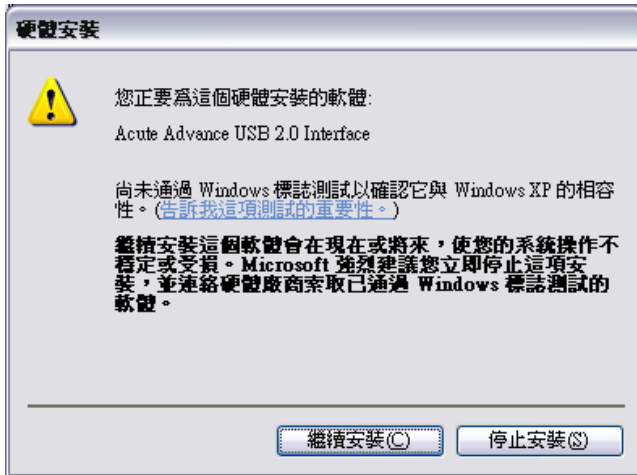 硬體安裝
您正要為這個硬體安裝的軟體:
Acute Advance USB 2.0 Interface
尚未通過 Windows 標誌測試以確認它與 Windows XP 的相容
性。(告訴我這項測試的重要性。)
繼續安裝這個軟體會在現在或將來，使您的系統操作不
穩定或受損。Microsoft 強烈建議您立即停止這項安
裝，並連絡硬體廠商索取已通過 Windows 標誌測試的
軟體。
繼續安裝(C)
停止安裝(S)